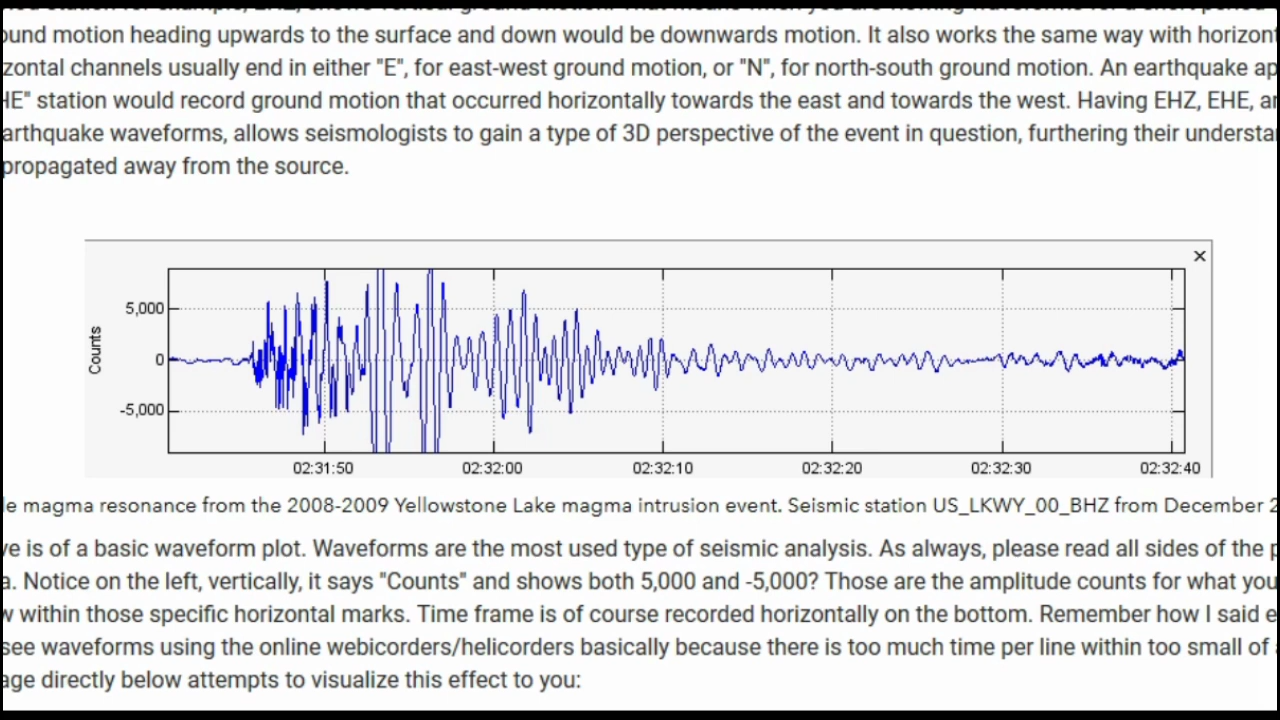 ound motion heading upwards to the surface and down would be downwards motion. It also works the same way with horizont
zontal channels usually end in either "E", for east-west ground motion, or "N", for north-south ground motion. An earthquake ap
HE" station would record ground motion that occurred horizontally towards the east and towards the west. Having EHZ, EHE, a
arthquake waveforms, allows seismologists to gain a type of 3D perspective of the event in question, furthering their understa
propagated away from the source.
5,000
Counts
0
-5,000
02:31:50 02:32:00 02:32:10 02:32:20 02:32:30 02:32:40
le magma resonance from the 2008-2009 Yellowstone Lake magma intrusion event. Seismic station US_LKWY_00_BHZ from December 2
ve is of a basic waveform plot. Waveforms are the most used type of seismic analysis. As always, please read all sides of the p
a. Notice on the left, vertically, it says "Counts" and shows both 5,000 and -5,000? Those are the amplitude counts for what you
w within those specific horizontal marks. Time frame is of course recorded horizontally on the bottom. Remember how I said e
see waveforms using the online webicorders/helicorders basically because there is too much time per line within too small of a
age directly below attempts to visualize this effect to you: